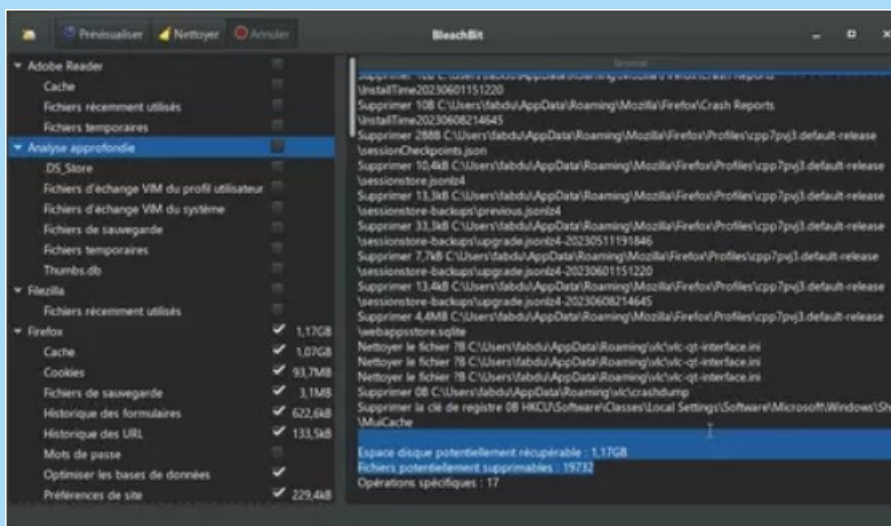 Prévisualiser
Nettoyer
Annuler
BleachBit
Adobe Reader
Cache
Fichiers récemment utilisés
Fichiers temporaires
Analyse approfondie
.DS_Store
Fichiers d'échange VIM du profil utilisateur
Fichiers d'échange VIM du système
Fichiers de sauvegarde
Fichiers temporaires
Thumbs.db
Filezilla
Fichiers récemment utilisés
Firefox 1,17GB
Cache 1,07GB
Cookies 93,7MB
Fichiers de sauvegarde 3,1MB
Historique des formulaires 622,6kB
Historique des URL 133,5kB
Mots de passe
Optimiser les bases de données
Préférences de site 229,4kB
\InstallTime20230601151220
Supprimer 10B C:\Users\fabdu\AppData\Roaming\Mozilla\Firefox\Crash Reports
\InstallTime20230608214645
Supprimer 288B C:\Users\fabdu\AppData\Roaming\Mozilla\Firefox\Profiles\cpp7pvj3.default-release
\sessionCheckpoints.json
Supprimer 10,4kB C:\Users\fabdu\AppData\Roaming\Mozilla\Firefox\Profiles\cpp7pvj3.default-release
\sessionstore.jsonlz4
Supprimer 13,3kB C:\Users\fabdu\AppData\Roaming\Mozilla\Firefox\Profiles\cpp7pvj3.default-release
\sessionstore-backups\previous.jsonlz4
Supprimer 33,3kB C:\Users\fabdu\AppData\Roaming\Mozilla\Firefox\Profiles\cpp7pvj3.default-release
\sessionstore-backups\upgrade.jsonlz4-20230511191846
Supprimer 7,7kB C:\Users\fabdu\AppData\Roaming\Mozilla\Firefox\Profiles\cpp7pvj3.default-release
\sessionstore-backups\upgrade.jsonlz4-20230601151220
Supprimer 13,4kB C:\Users\fabdu\AppData\Roaming\Mozilla\Firefox\Profiles\cpp7pvj3.default-release
\sessionstore-backups\upgrade.jsonlz4-20230608214645
Supprimer 4,4MB C:\Users\fabdu\AppData\Roaming\Mozilla\Firefox\Profiles\cpp7pvj3.default-release
\webappsstore.sqlite
Nettoyer le fichier ?B C:\Users\fabdu\AppData\Roaming\vlc\vlc-qt-interface.ini
Nettoyer le fichier ?B C:\Users\fabdu\AppData\Roaming\vlc\vlc-qt-interface.ini
Nettoyer le fichier ?B C:\Users\fabdu\AppData\Roaming\vlc\vlc-qt-interface.ini
Supprimer 0B C:\Users\fabdu\AppData\Roaming\vlc\crashdump
Supprimer la clé de registre 0B HKCU\Software\Classes\Local Settings\Software\Microsoft\Windows\She
\MuiCache
Espace disque potentiellement récupérable : 1,17GB
Fichiers potentiellement supprimables : 19732
Opérations spécifiques : 17